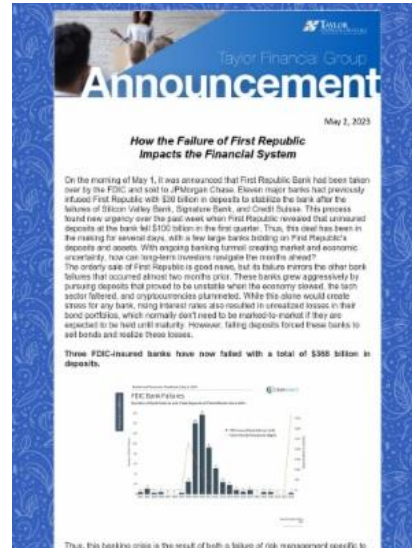 TAYLOR
Taylor Financial Group
Announcement
May 2, 2023
How the Failure of First Republic
Impacts the Financial System
On the morning of May 1, it was announced that First Republic Bank had been taken
over by the FDIC and sold to JPMorgan Chase. Eleven major banks had previously
infused First Republic with $30 billion in deposits to stabilize the bank after the
failures of Silicon Valley Bank, Signature Bank, and Credit Suisse. This process
found new urgency over the past week when First Republic revealed that uninsured
deposits at the bank fell $100 billion in the first quarter. Thus, this deal has been in
the making for several days, with a few large banks bidding on First Republic's
deposits and assets. With ongoing banking turmoil creating market and economic
uncertainty, how can long-term investors navigate the months ahead?
The orderly sale of First Republic is good news, but its failure mirrors the other bank
failures that occurred almost two months prior. These banks grew aggressively by
pursuing deposits that proved to be unstable when the economy slowed, the tech
sector faltered, and cryptocurrencies plummeted. While this alone would create
stress for any bank, rising interest rates also resulted in unrealized losses in their
bond portfolios, which normally don't need to be marked-to-market if they are
expected to be held until maturity. However, falling deposits forced these banks to
sell bonds and realize these losses.
Three FDIC-insured banks have now failed with a total of $368 billion in
deposits.
FDIC Bank Failures
Thus, this banking crisis is the result of both a failure of risk management specific to